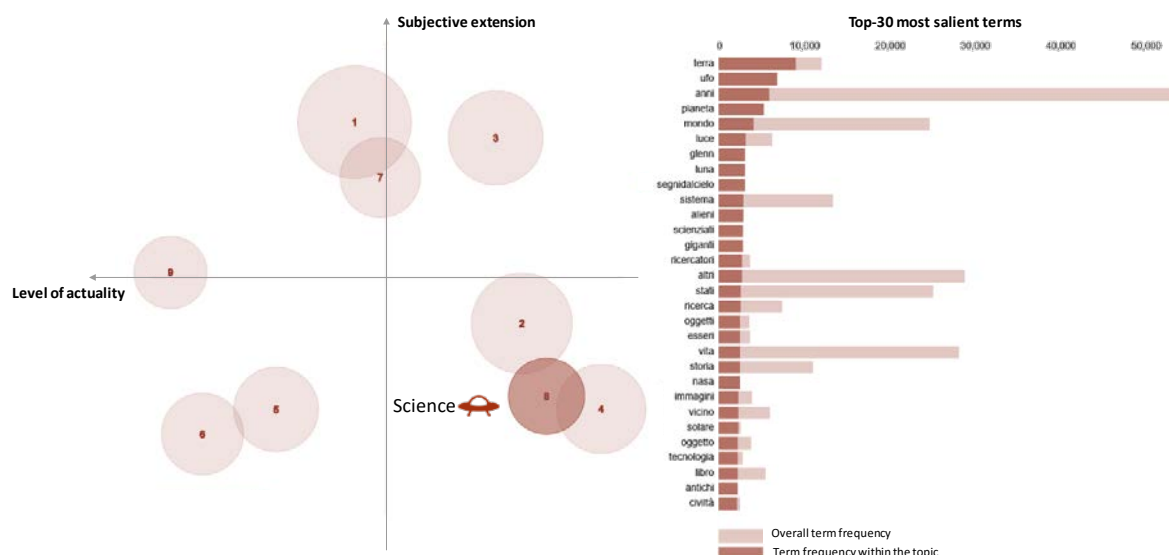 Subjective extension
Level of actuality
1
3
7
9
2
8
4
5
6
Science
Top-30 most salient terms
0 10,000 20,000 30,000 40,000 50,000
terra
ufo
anni
pianeta
mondo
luce
glenn
luna
segnidalcielo
sistema
alieni
scienziati
giganti
ricercatori
altri
stati
ricerca
oggetti
esseri
vita
storia
nasa
immagini
vicino
solare
oggetto
tecnologia
libro
antichi
civiltà
Overall term frequency
Term frequency within the topic